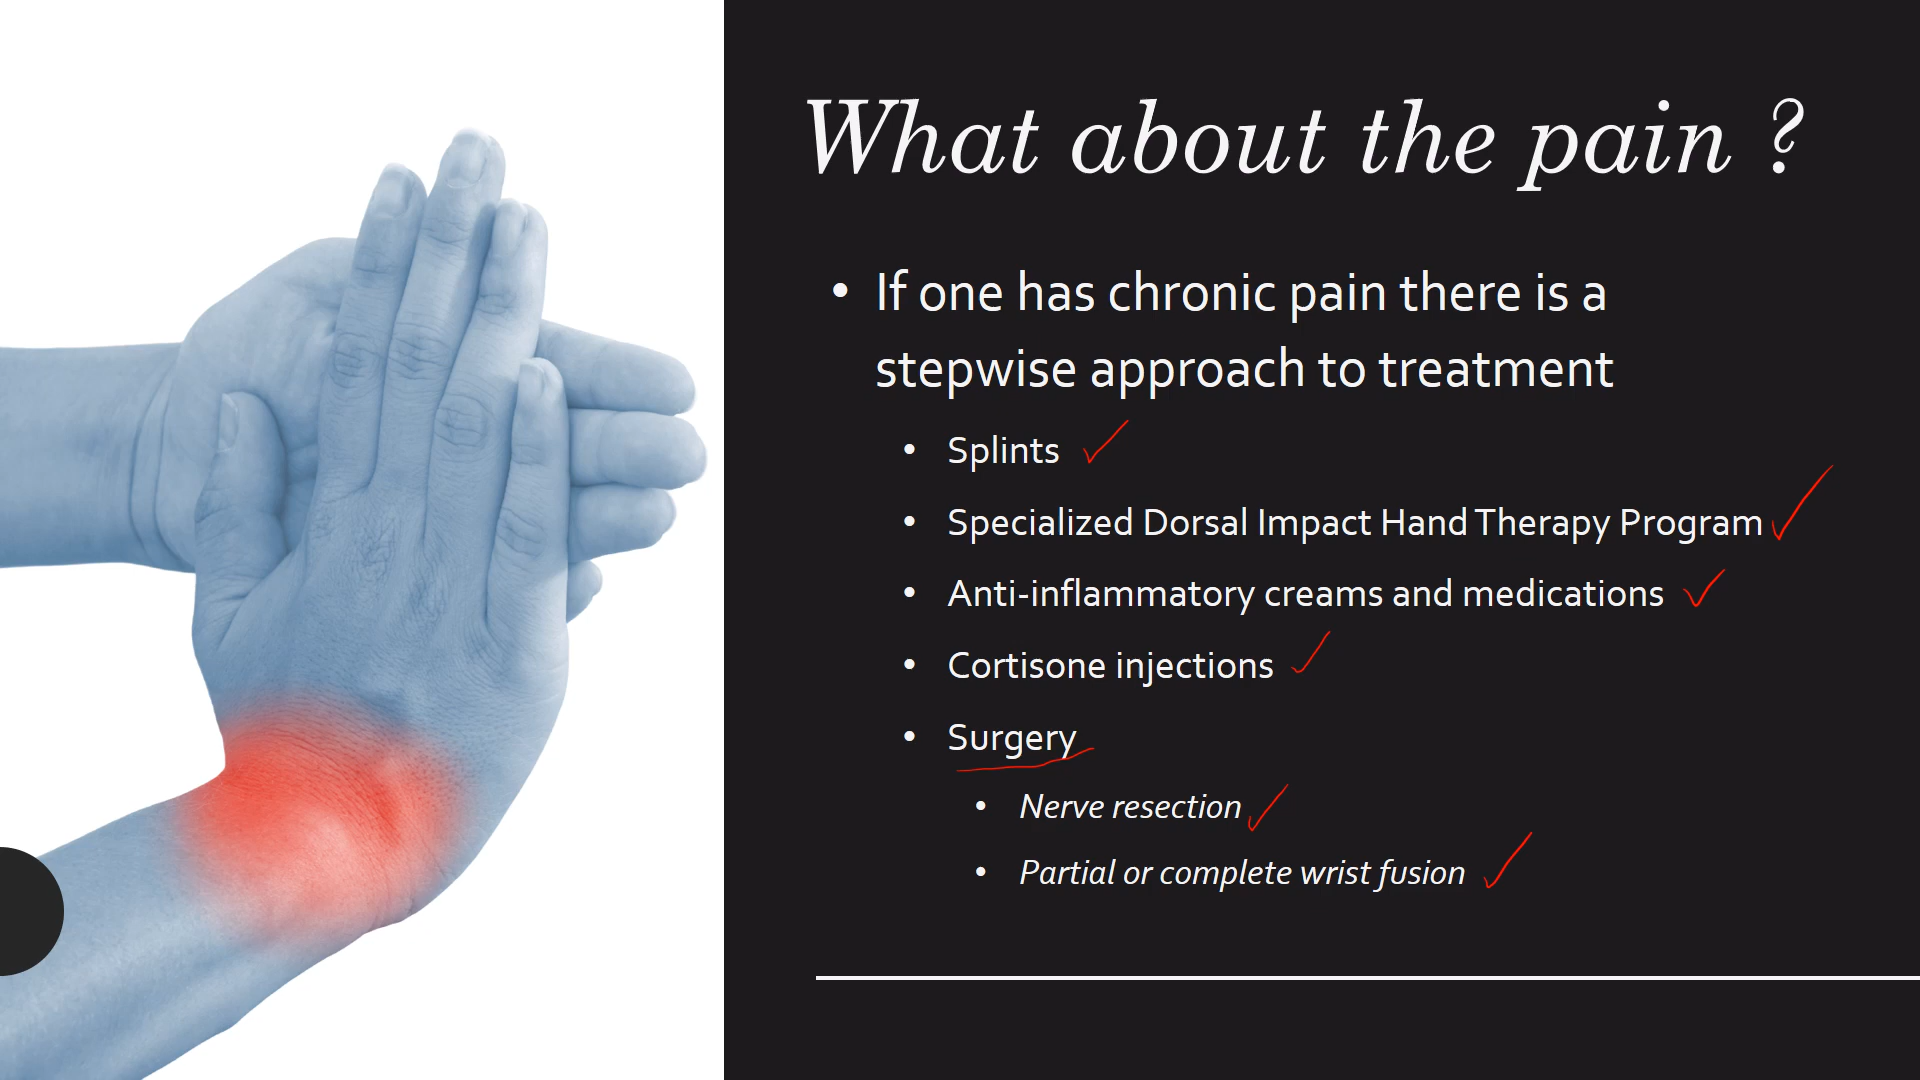 What about the pain ?
• If one has chronic pain there is a
stepwise approach to treatment
• Splints
• Specialized Dorsal Impact Hand Therapy Program
• Anti-inflammatory creams and medications
• Cortisone injections
• Surgery
• Nerve resection
• Partial or complete wrist fusion